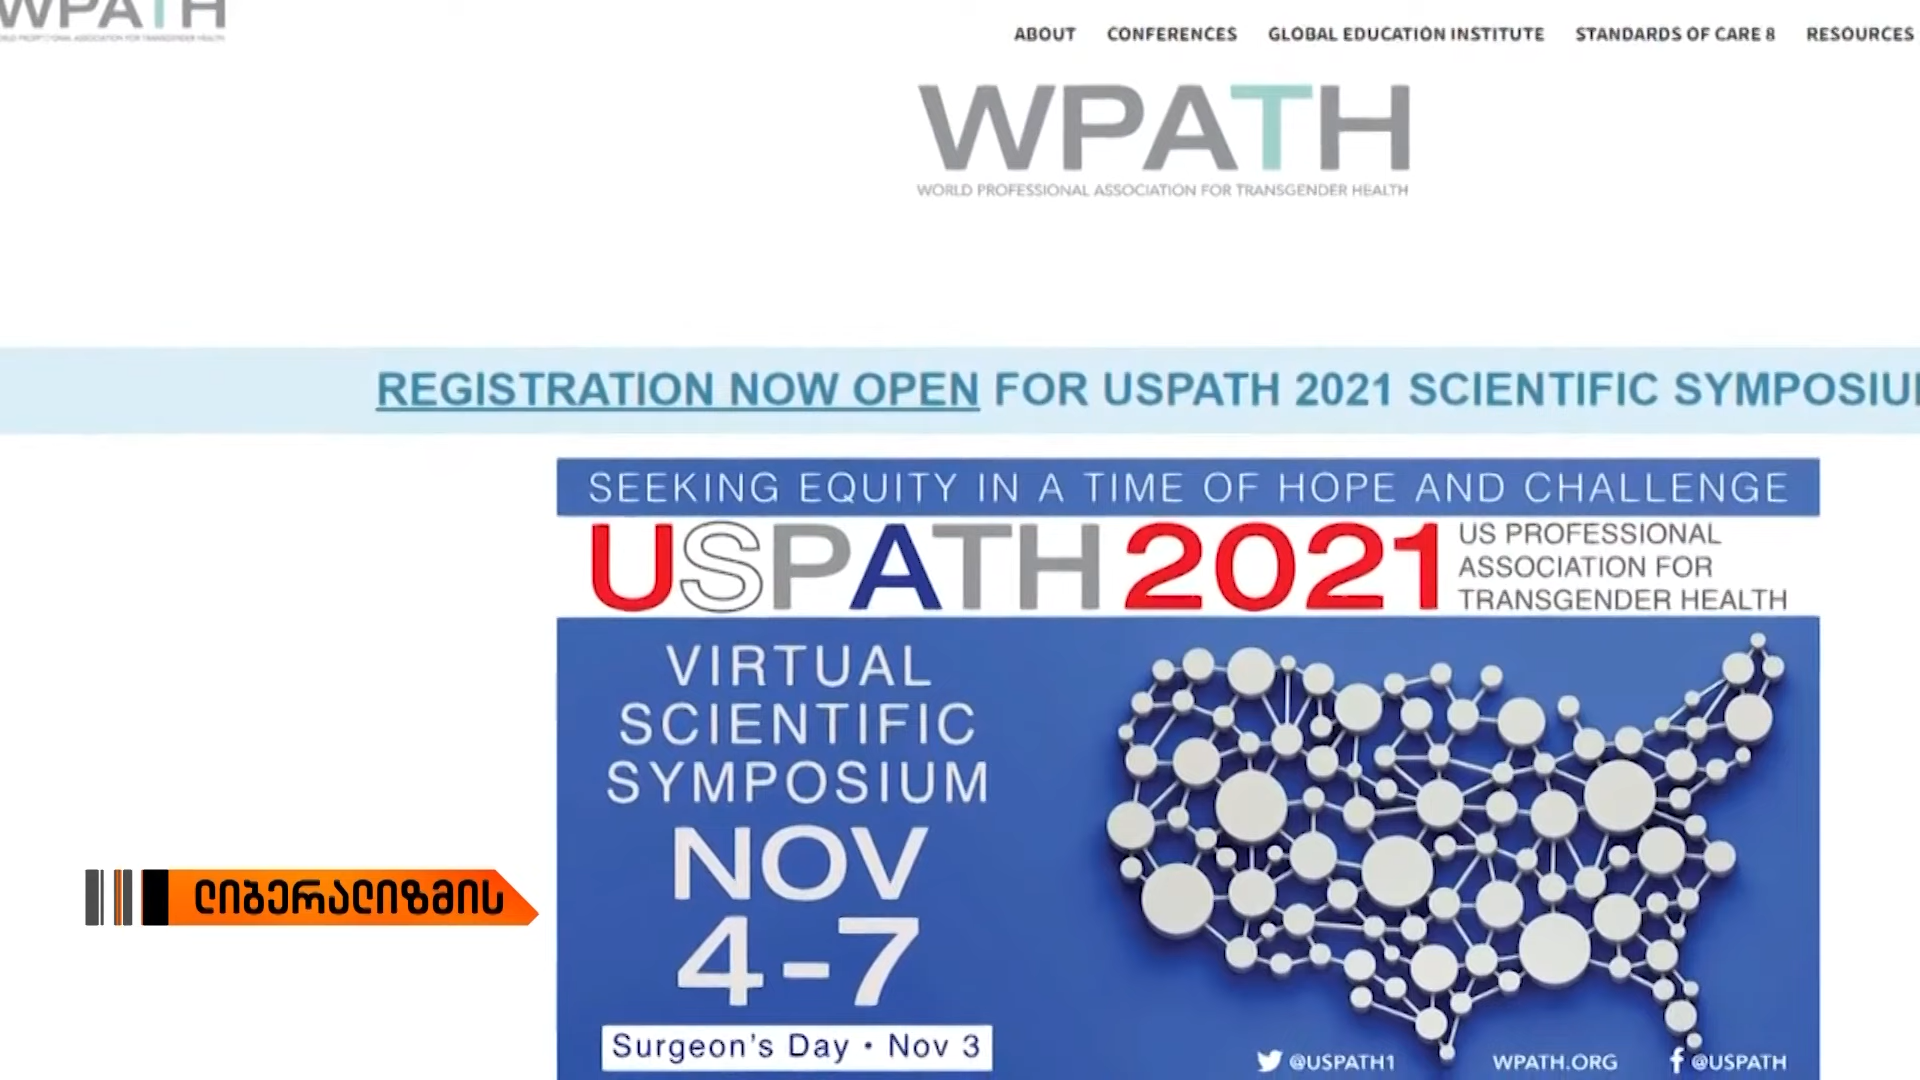 WPATH
ABOUT CONFERENCES GLOBAL EDUCATION INSTITUTE STANDARDS OF CARE 8 RESOURCES
WPATH
WORLD PROFESSIONAL ASSOCIATION FOR TRANSGENDER HEALTH
REGISTRATION NOW OPEN FOR USPATH 2021 SCIENTIFIC
SEEKING EQUITY IN A TIME OF HOPE AND CHALLENGE
USPATH 2021
US PROFESSIONAL
ASSOCIATION FOR
TRANSGENDER HEALTH
VIRTUAL
SCIENTIFIC
SYMPOSIUM
NOV
4-7
Surgeon's Day • Nov 3
ლიბერალიზმის
@USPATH1 WPATH.ORG @USPATH